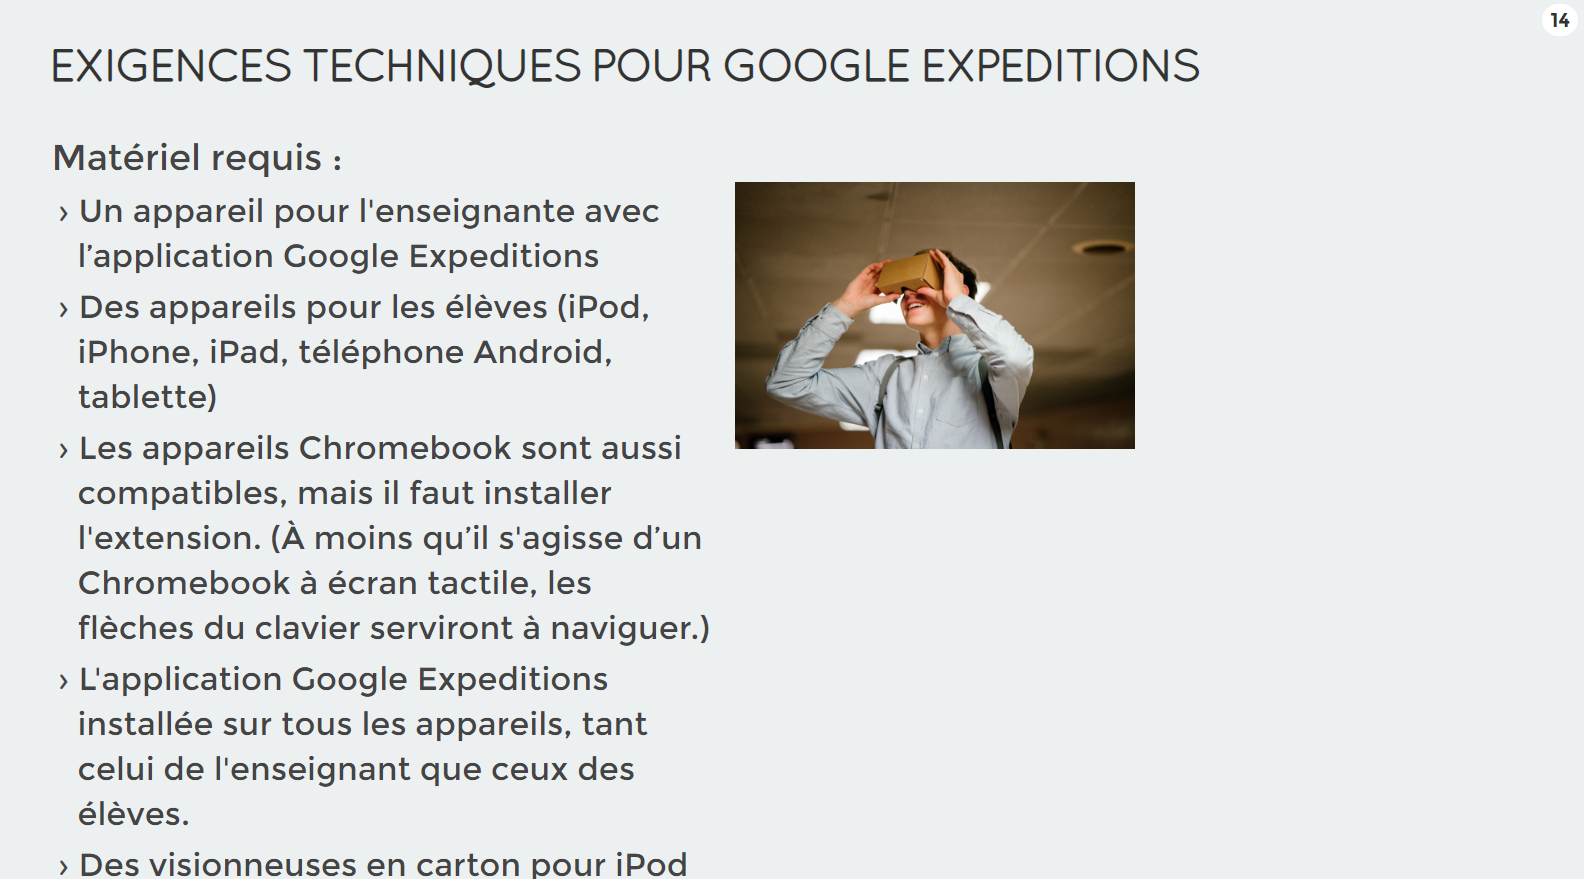 14
EXIGENCES TECHNIQUES POUR GOOGLE EXPEDITIONS
Matériel requis :
› Un appareil pour l'enseignante avec
l’application Google Expeditions
› Des appareils pour les élèves (iPod,
iPhone, iPad, téléphone Android,
tablette)
› Les appareils Chromebook sont aussi
compatibles, mais il faut installer
l'extension. (À moins qu’il s'agisse d’un
Chromebook à écran tactile, les
flèches du clavier serviront à naviguer.)
› L'application Google Expeditions
installée sur tous les appareils, tant
celui de l'enseignant que ceux des
élèves.
› Des visionneuses en carton pour iPod